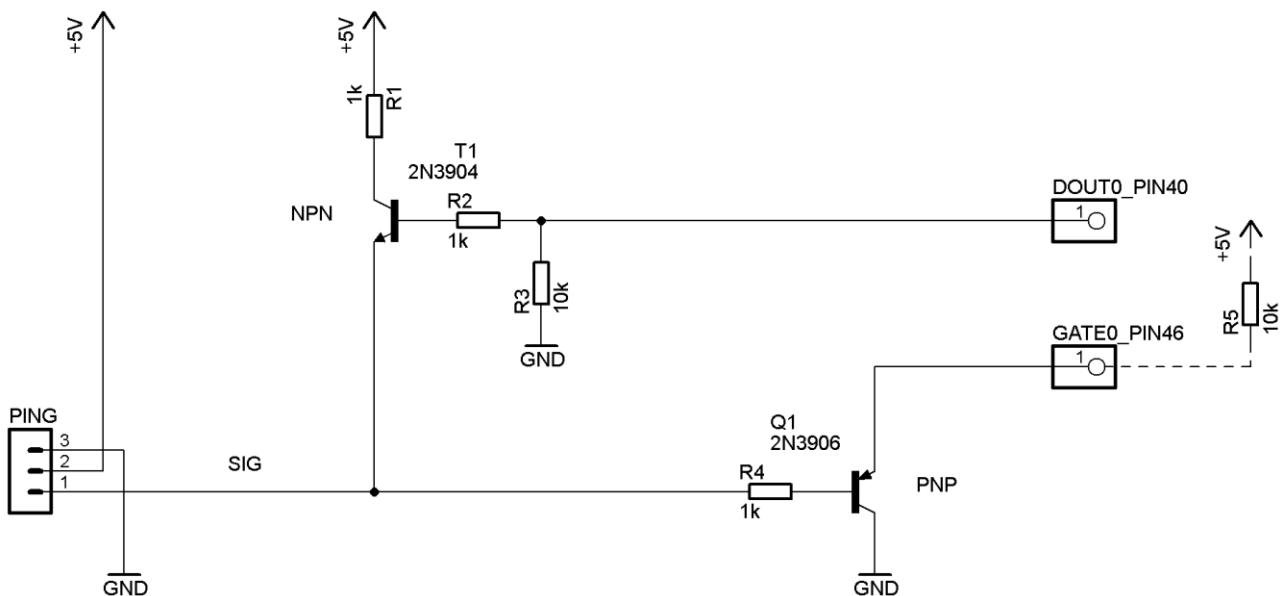 +5V
+5V
1k
R1
T1
2N3904
NPN
R2
1k
DOUT0_PIN40
1
+5V
R3
10k
R5
10k
GND
GATE0_PIN46
1
PING
3
2
1
SIG
Q1
2N3906
R4
1k
PNP
GND
GND